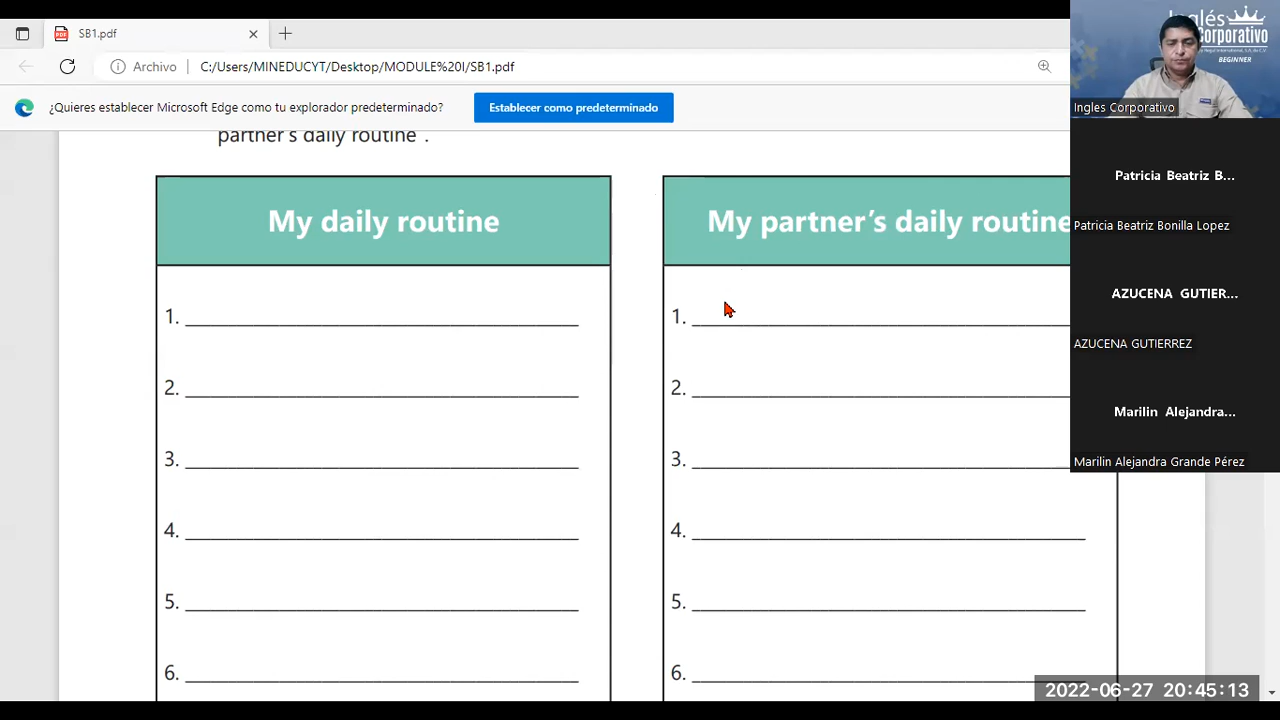 SB1.pdf
Archivo
C:/Users/MINEDUCYT/Desktop/MODULE%20I/SB1.pdf
¿Quieres establecer Microsoft Edge como tu explorador predeterminado?
Establecer como predeterminado
partner's daily routine".
My daily routine
1.
2.
3.
4.
5.
6.
My partner's daily routine
1.
2.
3.
4.
5.
6.
Inglés
Corporativo
BEGINNER
Ingles Corporativo
Patricia Beatriz B...
Patricia Beatriz Bonilla Lopez
AZUCENA GUTIER...
AZUCENA GUTIERREZ
Marilin Alejandra...
Marilin Alejandra Grande Pérez
2022-06-27 20:45:13